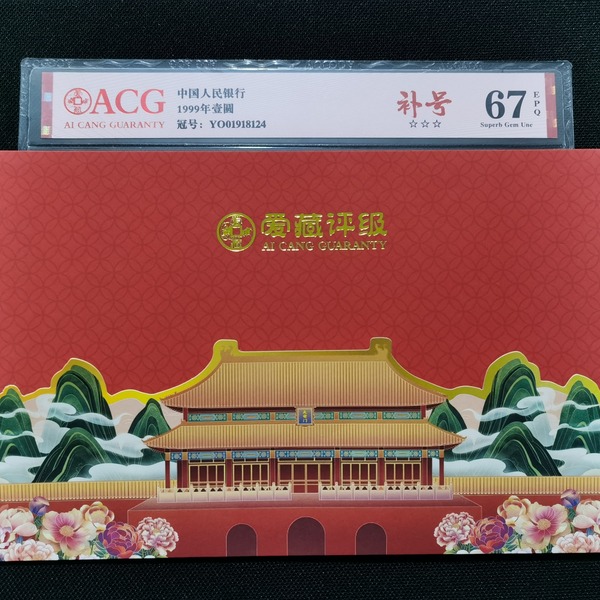 ACG
AI CANG GUARANTY
中国人民银行
1999年壹圆
冠号: YO01918124
补号
☆☆☆
67
EPQ
Superb Gem Unc
爱藏评级
AI CANG GUARANTY